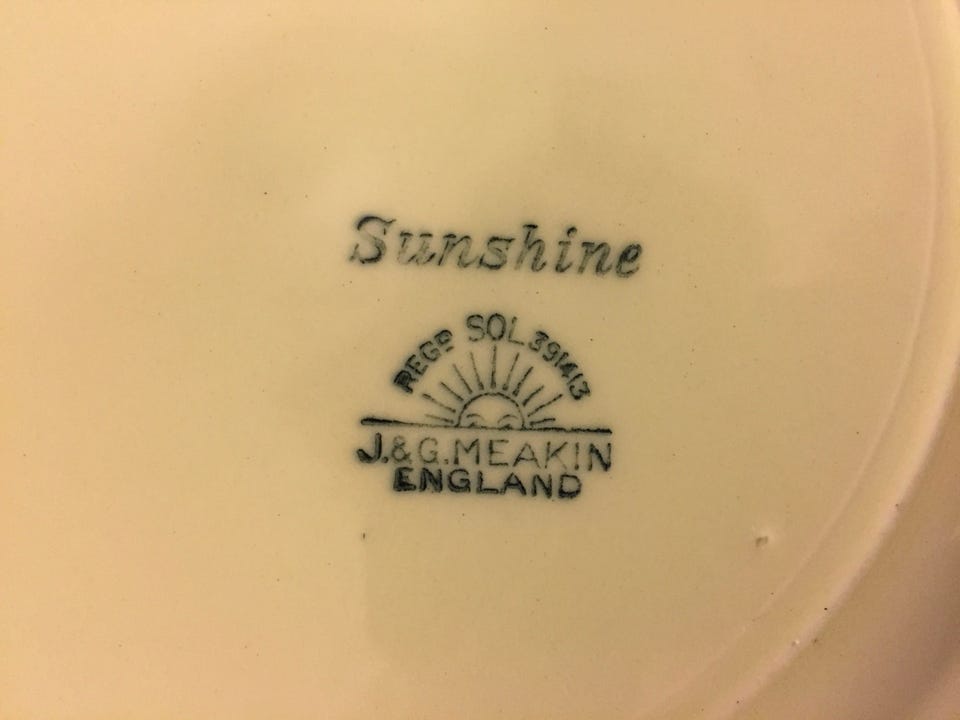 Sunshine
REGD SOL 391413
J.&G.MEAKIN
ENGLAND